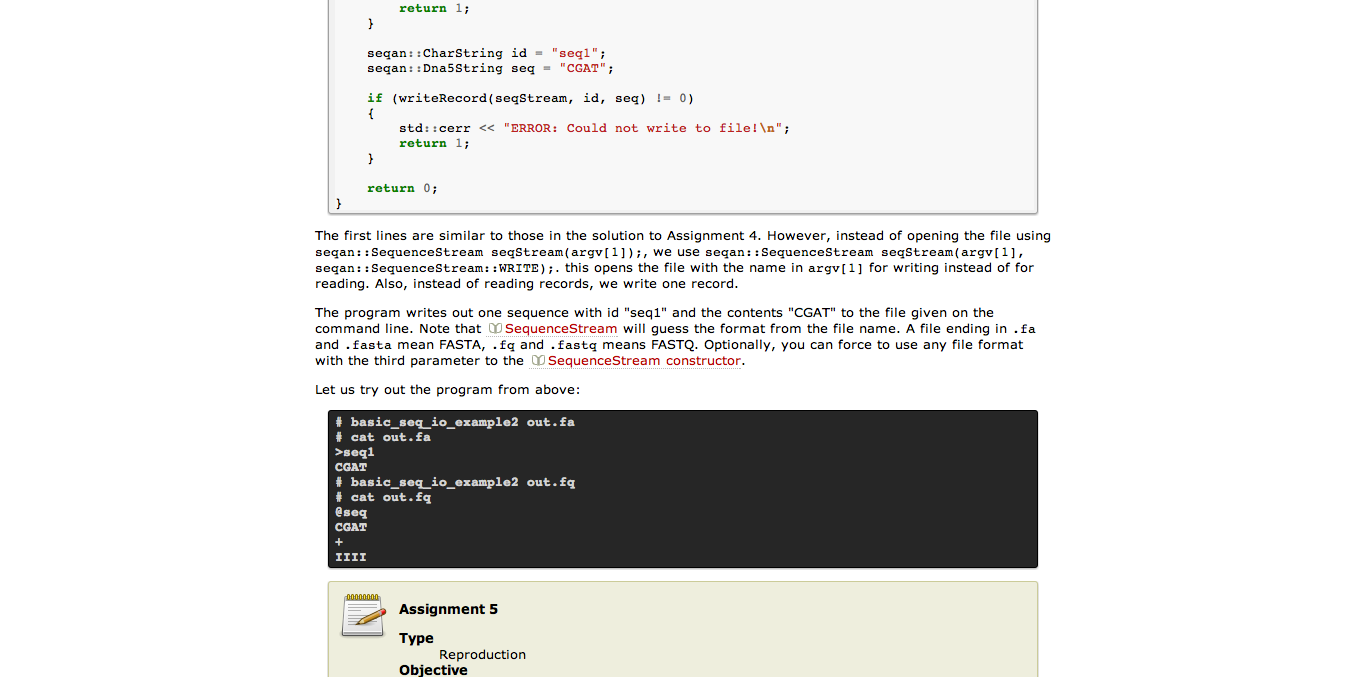 return 1;
}
seqan::CharString id = "seq1";
seqan::Dna5String seq = "CGAT";
if (writeRecord(seqStream, id, seq) != 0)
{
std::cerr << "ERROR: Could not write to file!\n";
return 1;
}
return 0;
}
The first lines are similar to those in the solution to Assignment 4. However, instead of opening the file using
seqan::SequenceStream seqStream(argv[1]);, we use seqan::SequenceStream seqStream(argv[1],
seqan::SequenceStream::WRITE);. this opens the file with the name in argv[1] for writing instead of for
reading. Also, instead of reading records, we write one record.
The program writes out one sequence with id "seq1" and the contents "CGAT" to the file given on the
command line. Note that SequenceStream will guess the format from the file name. A file ending in .fa
and .fasta mean FASTA, .fq and .fastq means FASTQ. Optionally, you can force to use any file format
with the third parameter to the SequenceStream constructor.
Let us try out the program from above:
# basic_seq_io_example2 out.fa
# cat out.fa
>seq1
CGAT
# basic_seq_io_example2 out.fq
# cat out.fq
@seq
CGAT
+
IIII
Assignment 5
Type
Reproduction
Objective